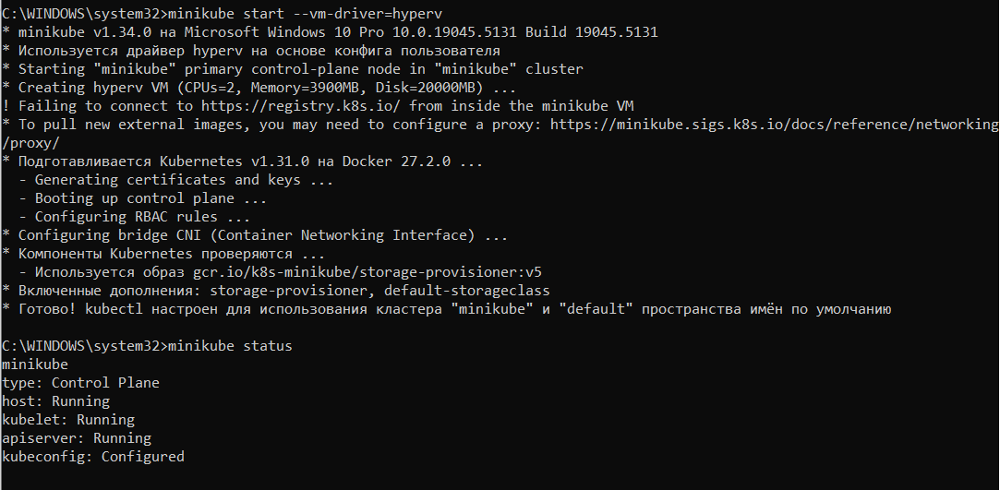 C:\WINDOWS\system32>minikube start --vm-driver=hyperv
* minikube v1.34.0 на Microsoft Windows 10 Pro 10.0.19045.5131 Build 19045.5131
* Используется драйвер hyperv на основе конфига пользователя
* Starting "minikube" primary control-plane node in "minikube" cluster
* Creating hyperv VM (CPUs=2, Memory=3900MB, Disk=20000MB) ...
! Failing to connect to https://registry.k8s.io/ from inside the minikube VM
* To pull new external images, you may need to configure a proxy: https://minikube.sigs.k8s.io/docs/reference/networking
/proxy/
* Подготавливается Kubernetes v1.31.0 на Docker 27.2.0 ...
  - Generating certificates and keys ...
  - Booting up control plane ...
  - Configuring RBAC rules ...
* Configuring bridge CNI (Container Networking Interface) ...
* Компоненты Kubernetes проверяются ...
  - Используется образ gcr.io/k8s-minikube/storage-provisioner:v5
* Включенные дополнения: storage-provisioner, default-storageclass
* Готово! kubectl настроен для использования кластера "minikube" и "default" пространства имён по умолчанию
C:\WINDOWS\system32>minikube status
minikube
type: Control Plane
host: Running
kubelet: Running
apiserver: Running
kubeconfig: Configured